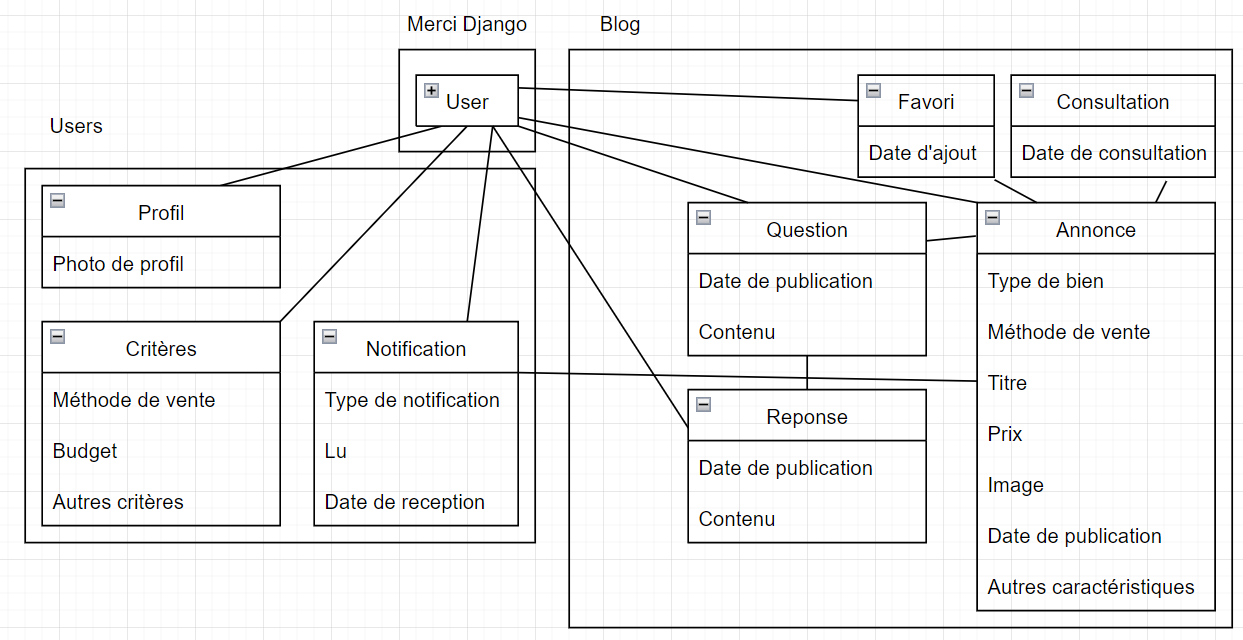 Merci Django
Blog
User
Favori
Date d'ajout
Consultation
Date de consultation
Users
Profil
Photo de profil
Question
Date de publication
Contenu
Annonce
Type de bien
Méthode de vente
Titre
Prix
Image
Date de publication
Autres caractéristiques
Critères
Méthode de vente
Budget
Autres critères
Notification
Type de notification
Lu
Date de reception
Reponse
Date de publication
Contenu